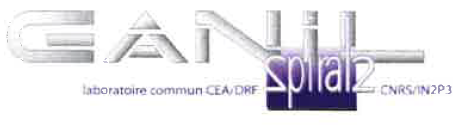 GANIL
spiral2
laboratoire commun CEA/DRF CNRS/IN2P3